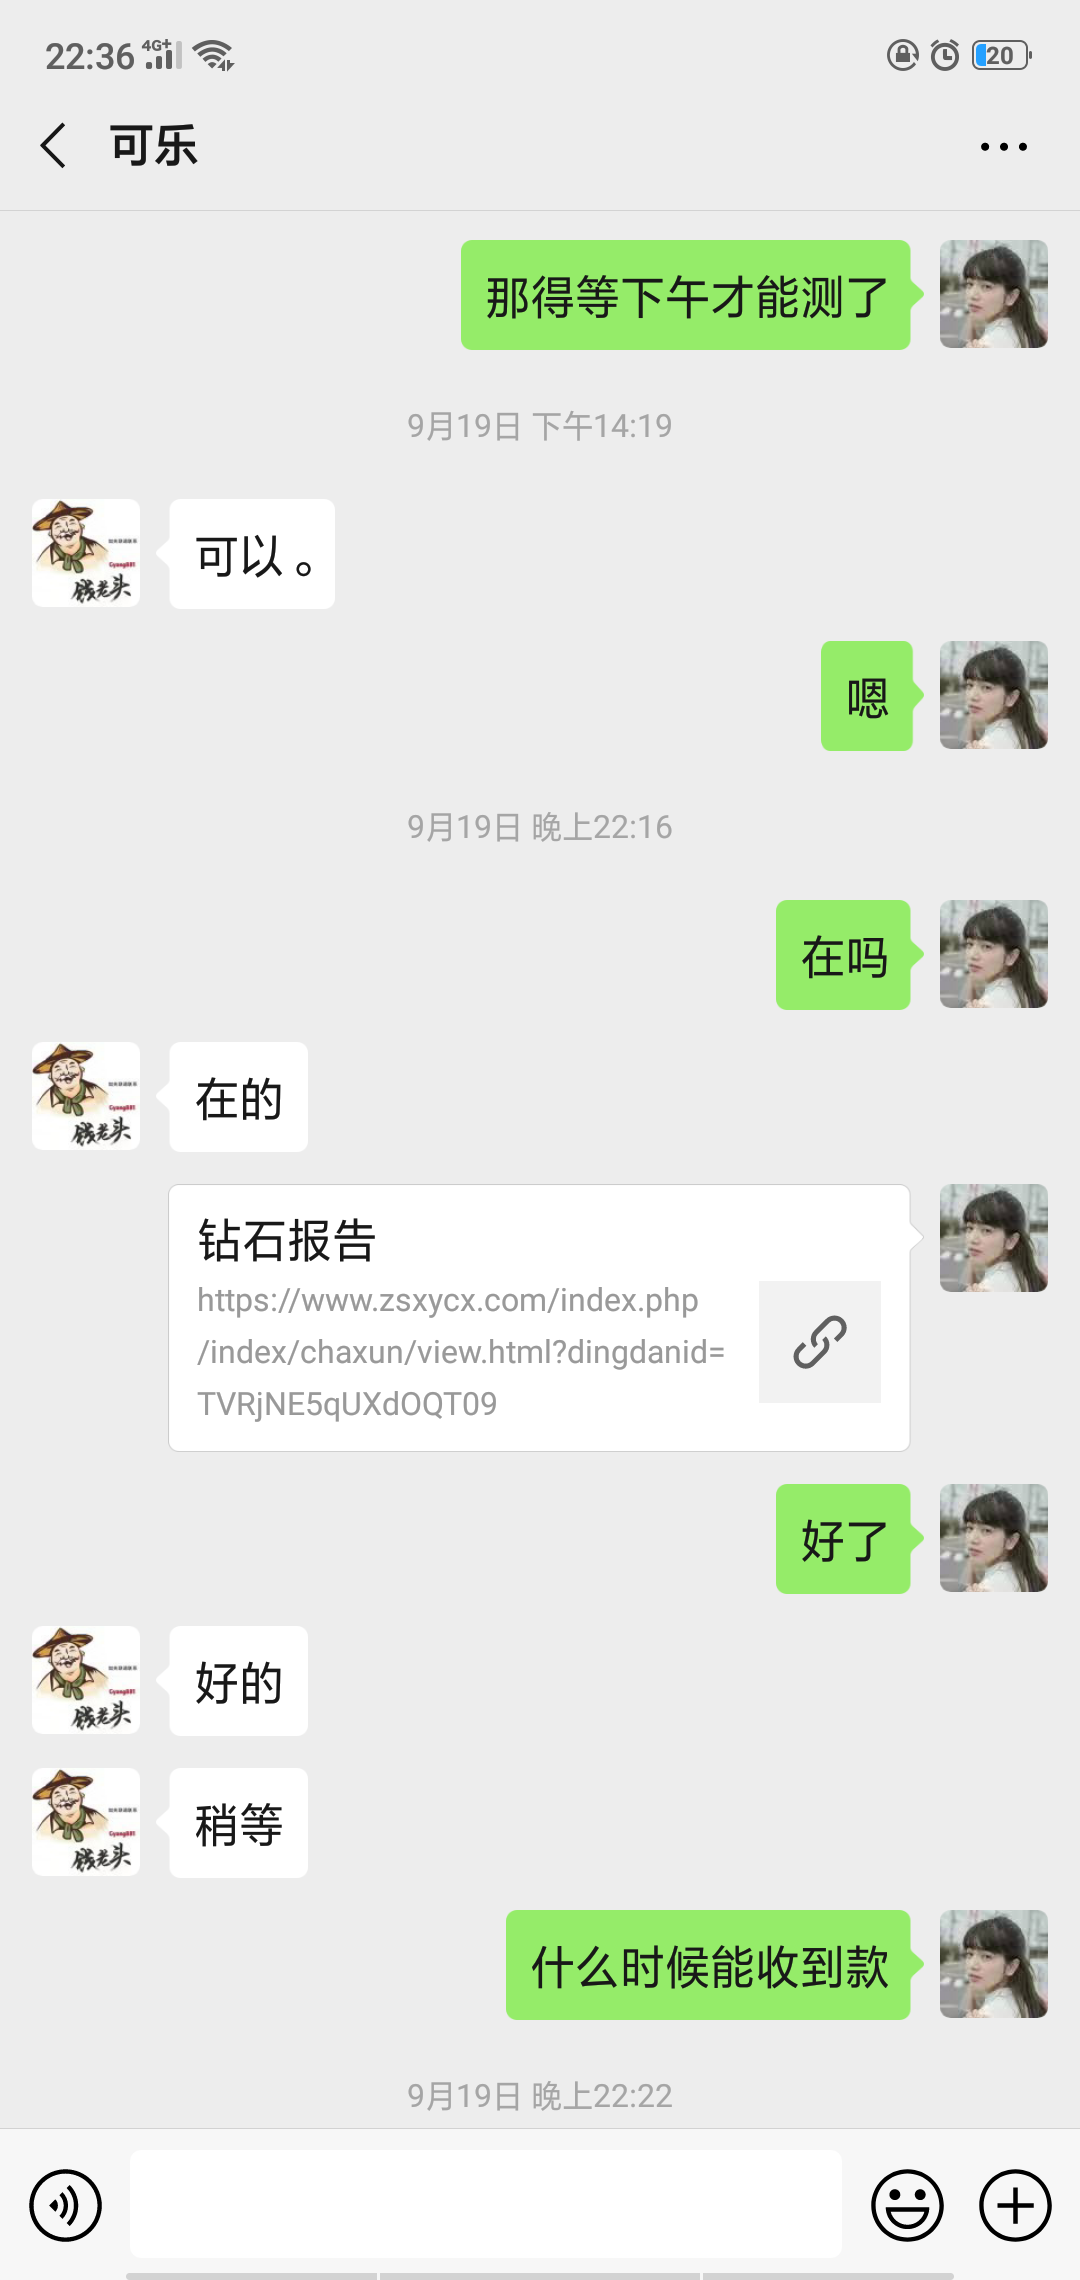 22:36 4G+ 20
可乐
那得等下午才能测了
9月19日 下午14:19
钱老头
可以 。
嗯
9月19日 晚上22:16
在吗
钱老头
在的
钻石报告
https://www.zsxycx.com/index.php
/index/chaxun/view.html?dingdanid=
TVRjNE5qUXdOQT09
好了
钱老头
好的
钱老头
稍等
什么时候能收到款
9月19日 晚上22:22